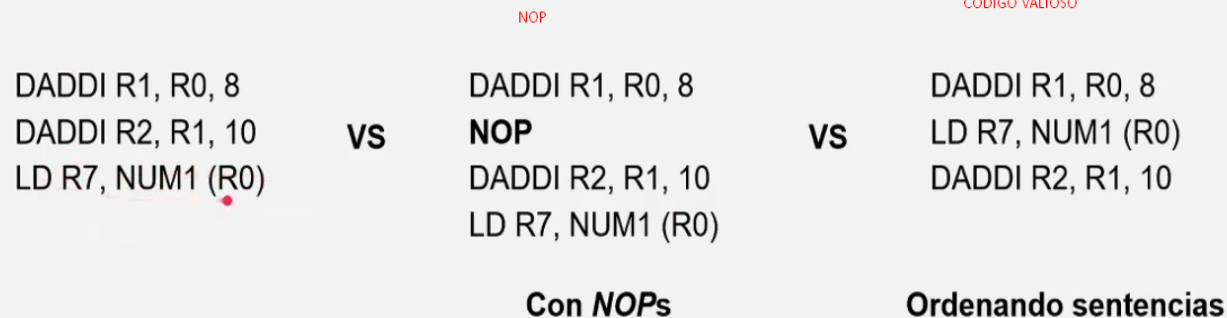 NOP
CÓDIGO VALIOSO
DADDI R1, R0, 8
DADDI R2, R1, 10
LD R7, NUM1 (R0)
VS
DADDI R1, R0, 8
NOP
DADDI R2, R1, 10
LD R7, NUM1 (R0)
Con NOPs
VS
DADDI R1, R0, 8
LD R7, NUM1 (R0)
DADDI R2, R1, 10
Ordenando sentencias